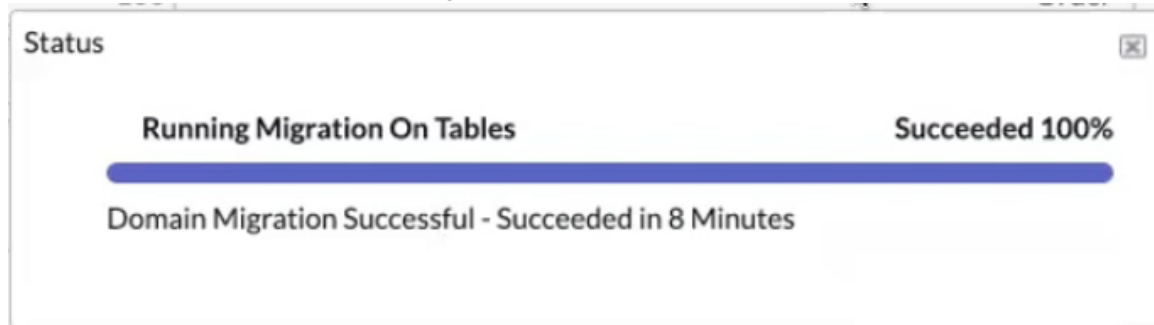 Status
Running Migration On Tables Succeeded 100%
Domain Migration Successful - Succeeded in 8 Minutes